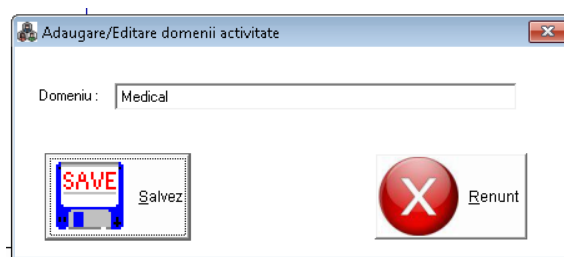 Adaugare/Editare domenii activitate
Domeniu : Medical
SAVE Salvez X Renunt